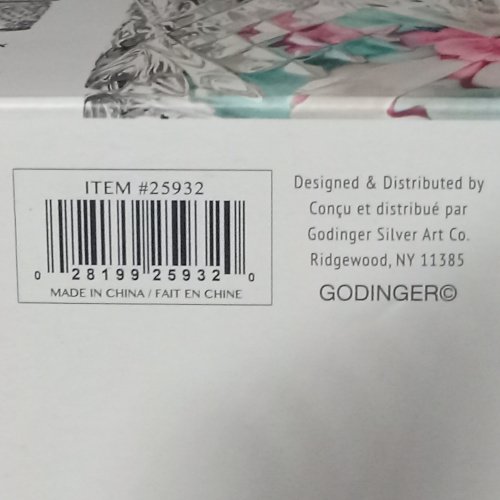 ITEM #25932
0 28199 25932 0
MADE IN CHINA / FAIT EN CHINE
Designed & Distributed by
Conçu et distribué par
Godinger Silver Art Co.
Ridgewood, NY 11385
GODINGER©